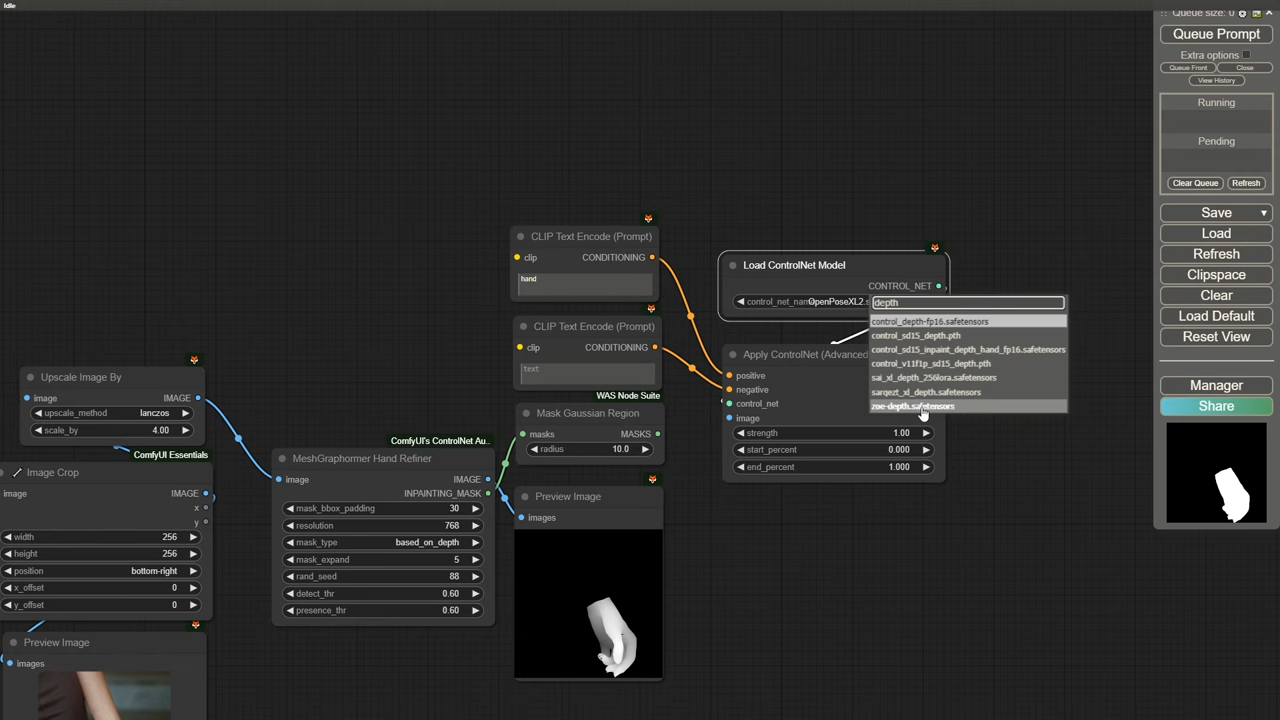 Idle
Queue size: 0
Queue Prompt
Extra options
Queue Front
Close
View History
Running
Pending
Clear Queue
Refresh
Save
Load
Refresh
Clipspace
Clear
Load Default
Reset View
Manager
Share
CLIP Text Encode (Prompt)
clip
CONDITIONING
hand
CLIP Text Encode (Prompt)
clip
CONDITIONING
text
WAS Node Suite
Mask Gaussian Region
masks
MASKS
radius
10.0
Load ControlNet Model
CONTROL_NET
OpenPoseXL2.s
depth
control_depth-fp16.safetensors
control_sd15_depth.pth
control_sd15_inpaint_depth_hand_fp16.safetensors
control_v11f1p_sd15_depth.pth
sai_xl_depth_256lora.safetensors
sargezt_xl_depth.safetensors
zoe-depth.safetensors
Apply ControlNet (Advanced
positive
negative
control_net
image
strength
1.00
start_percent
0.000
end_percent
1.000
Upscale Image By
image
IMAGE
upscale_method
lanczos
scale_by
4.00
ComfyUI Essentials
Image Crop
image
IMAGE
x
y
width
256
height
256
position
bottom-right
x_offset
0
y_offset
0
Preview Image
images
ComfyUI's ControlNet Au..
MeshGraphormer Hand Refiner
image
IMAGE
INPAINTING_MASK
mask_bbox_padding
30
resolution
768
mask_type
based_on_depth
mask_expand
5
rand_seed
88
detect_thr
0.60
presence_thr
0.60
Preview Image
images